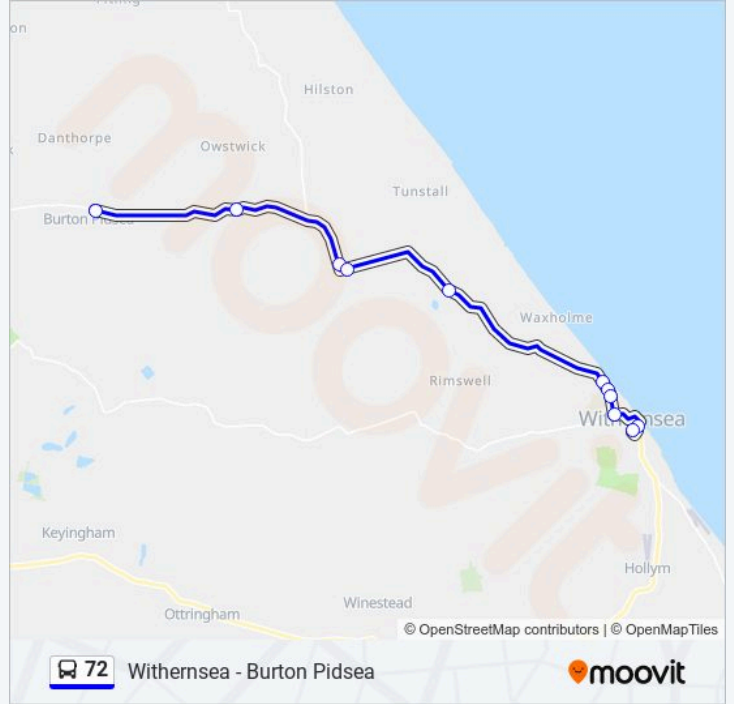 Hilston
Danthorpe
Owstwick
Tunstall
Burton Pidsea
Waxholme
Rimswell
Withernsea
Keyingham
Hollym
Winestead
Ottringham
moovit
© OpenStreetMap contributors | © OpenMapTiles
72 Withernsea - Burton Pidsea
moovit